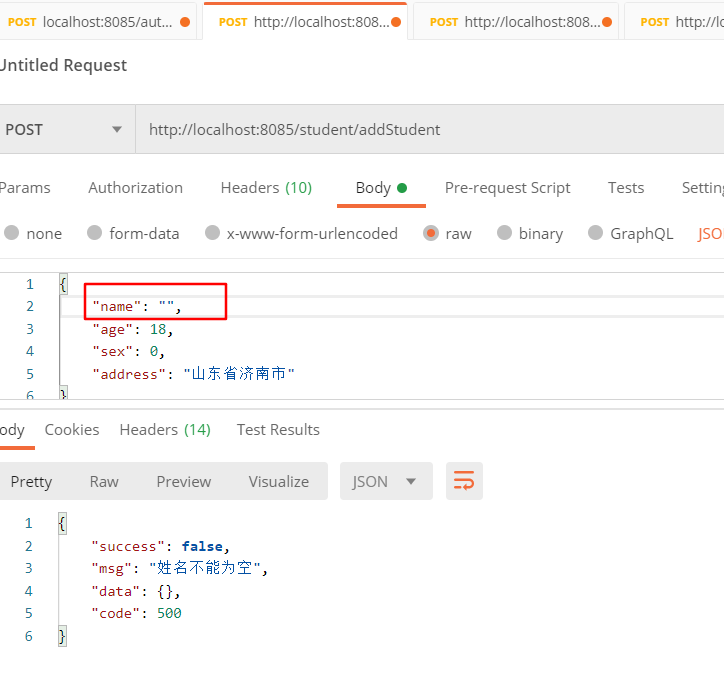 POST localhost:8085/aut... POST http://localhost:808... POST http://localhost:808... POST http://lo
Untitled Request
POST http://localhost:8085/student/addStudent
Params Authorization Headers (10) Body Pre-request Script Tests Settin
none form-data x-www-form-urlencoded raw binary GraphQL JSO
1 {
2 "name": "",
3 "age": 18,
4 "sex": 0,
5 "address": "山东省济南市"
6 }
ody Cookies Headers (14) Test Results
Pretty Raw Preview Visualize JSON
1 {
2 "success": false,
3 "msg": "姓名不能为空",
4 "data": {},
5 "code": 500
6 }